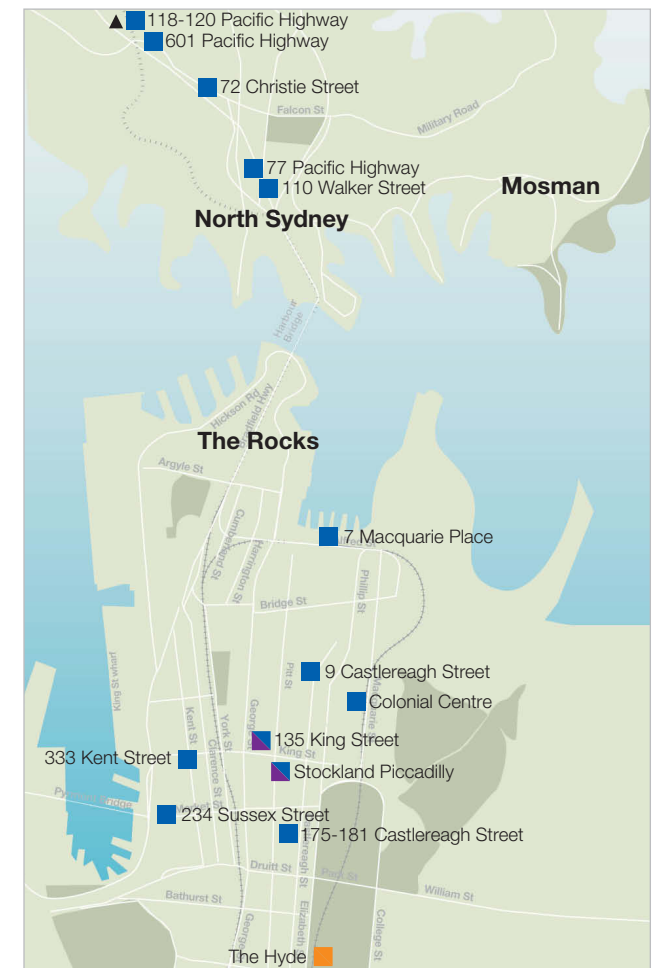 ▲ 118-120 Pacific Highway
601 Pacific Highway
72 Christie Street
Falcon St
Military Road
77 Pacific Highway
110 Walker Street
Mosman
North Sydney
Harbour
Bridge
Hickson Rd
Bradfield Hwy
The Rocks
Argyle St
Cumberland St
Harrington St
7 Macquarie Place
Alfred St
Phillip St
Bridge St
King St wharf
Pitt St
9 Castlereagh Street
Macquarie St
Colonial Centre
Kent St
York St
George St
Clarence St
135 King Street
King St
333 Kent Street
Stockland Piccadilly
Market St
234 Sussex Street
175-181 Castlereagh Street
Castlereagh St
Druitt St
Park St
William St
Bathurst St
George St
Elizabeth St
College St
The Hyde